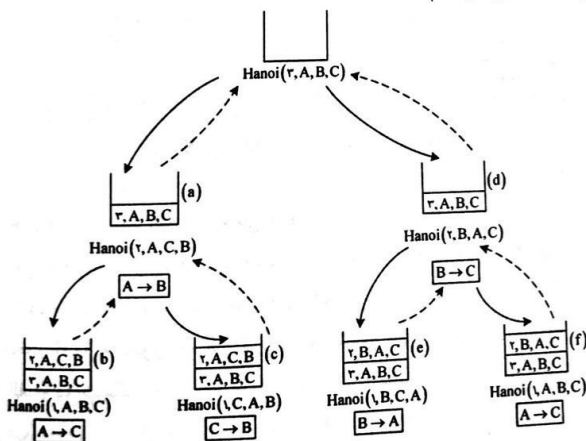 Hanoi(۳,A,B,C)
(a)
۳,A,B,C
Hanoi(۲,A,C,B)
A → B
(d)
۳,A,B,C
Hanoi(۲,B,A,C)
B → C
۲,A,C,B (b)
۳,A,B,C
Hanoi(۱,A,B,C)
A → C
۲,A,C,B (c)
۳,A,B,C
Hanoi(۱,C,A,B)
C → B
۲,B,A,C (e)
۳,A,B,C
Hanoi(۱,B,C,A)
B → A
۲,B,A,C (f)
۳,A,B,C
Hanoi(۱,A,B,C)
A → C